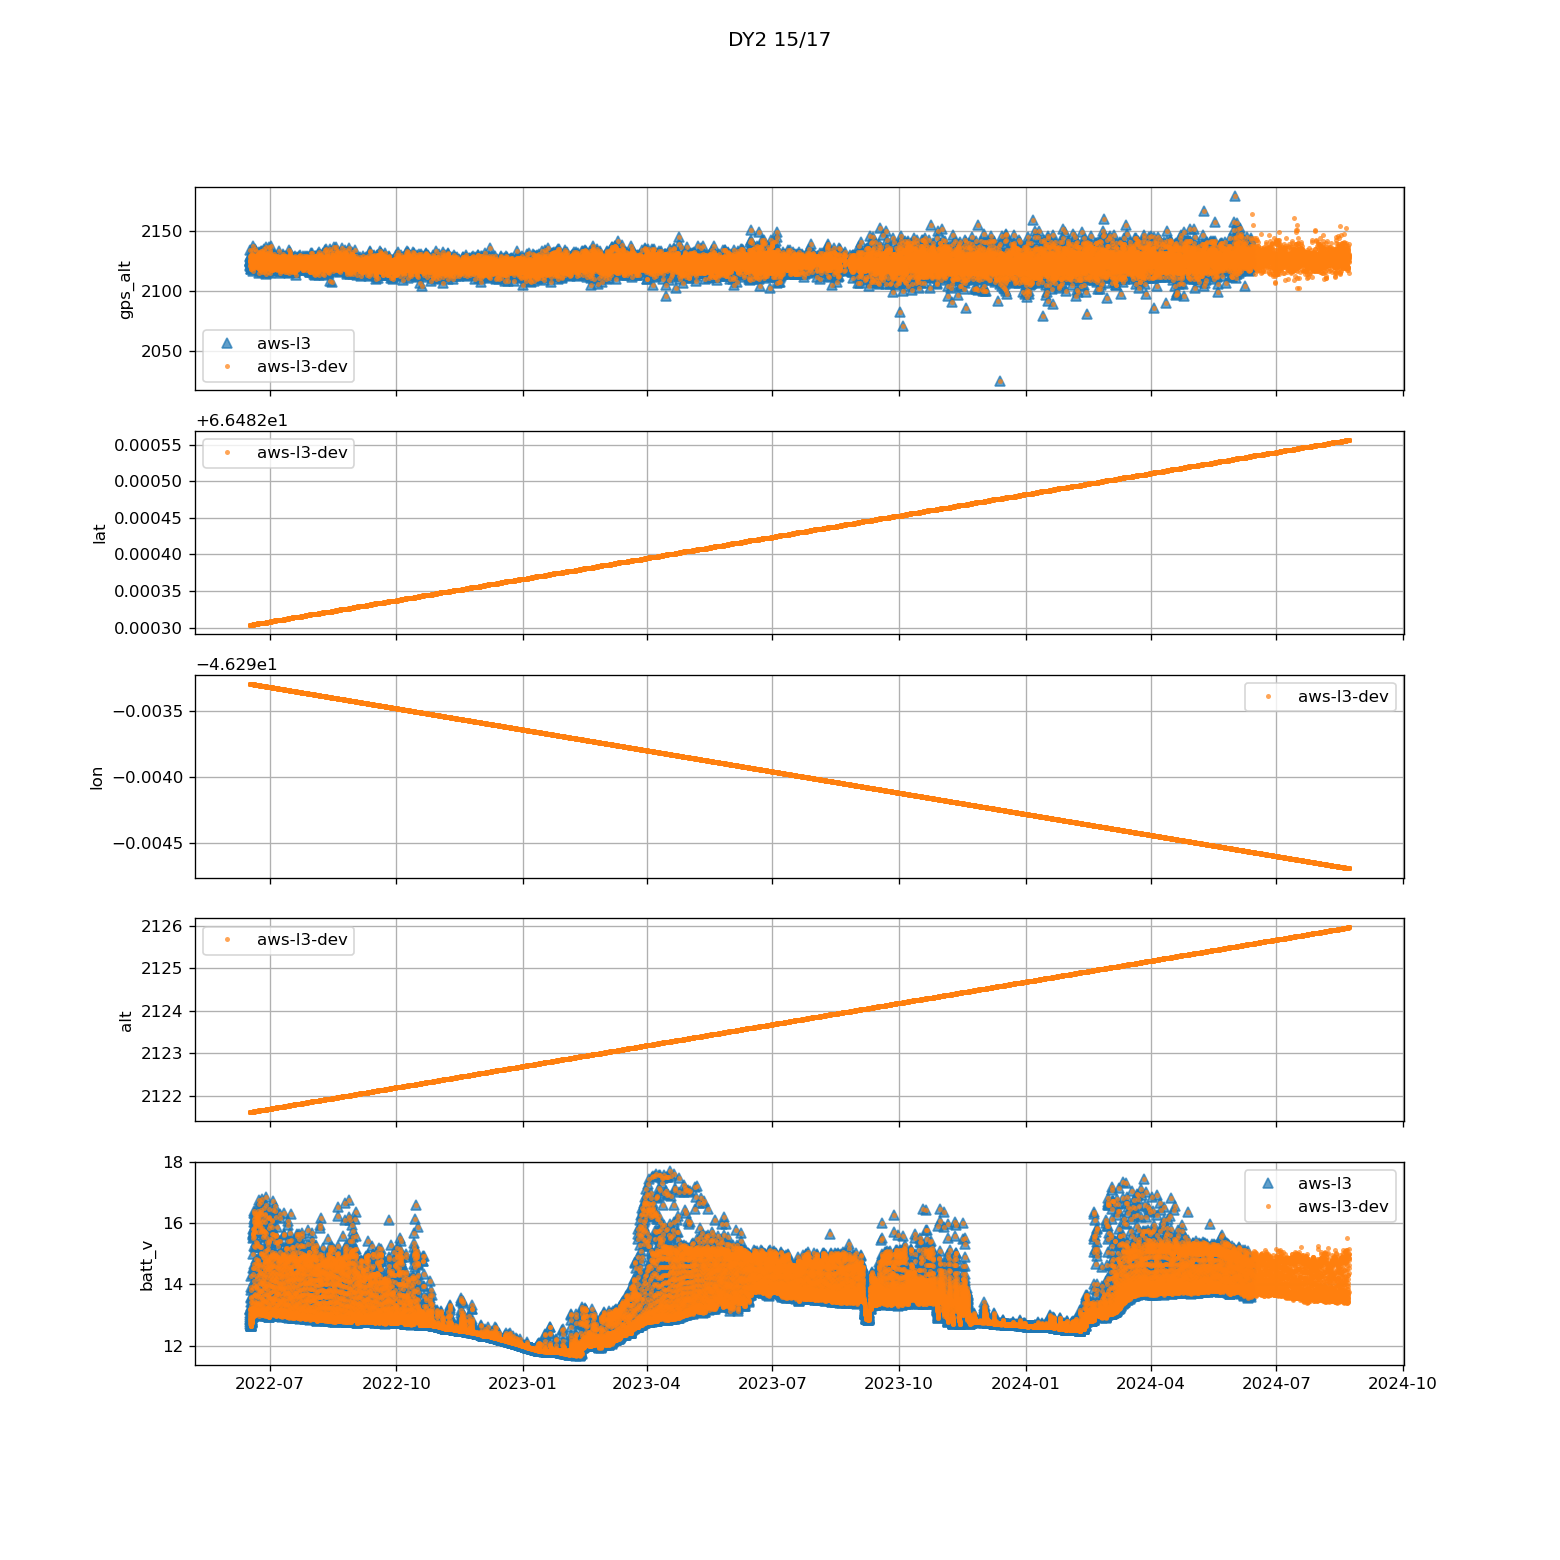 DY2 15/17
2150
2100
2050
gps_alt
aws-l3
aws-l3-dev
+6.6482e1
0.00055
0.00050
0.00045
0.00040
0.00035
0.00030
lat
aws-l3-dev
−4.629e1
−0.0035
−0.0040
−0.0045
lon
aws-l3-dev
2126
2125
2124
2123
2122
alt
aws-l3-dev
18
16
14
12
batt_v
aws-l3
aws-l3-dev
2022-07 2022-10 2023-01 2023-04 2023-07 2023-10 2024-01 2024-04 2024-07 2024-10